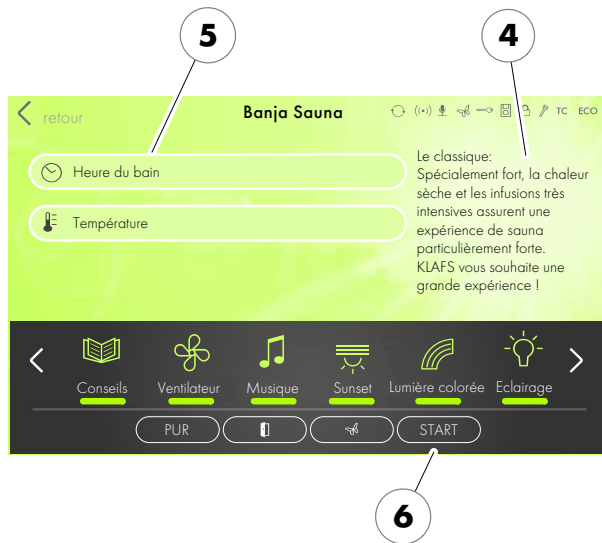 5
4
retour
Banja Sauna
TC ECO
Heure du bain
Température
Le classique:
Spécialement fort, la chaleur
sèche et les infusions très
intensives assurent une
expérience de sauna
particulièrement forte.
KLAFS vous souhaite une
grande expérience !
Conseils
Ventilateur
Musique
Sunset
Lumière colorée
Eclairage
PUR
START
6